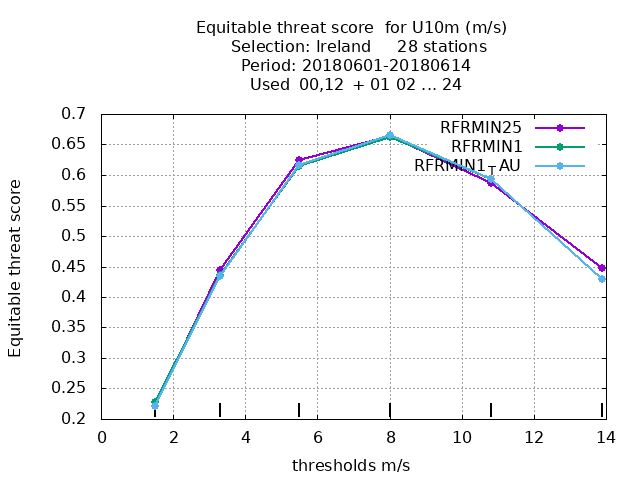 Equitable threat score for U10m (m/s)
Selection: Ireland 28 stations
Period: 20180601-20180614
Used 00,12 + 01 02 ... 24
RFRMIN25
RFRMIN1
RFRMIN1_AU
Equitable threat score
0.7
0.65
0.6
0.55
0.5
0.45
0.4
0.35
0.3
0.25
0.2
0 2 4 6 8 10 12 14
thresholds m/s